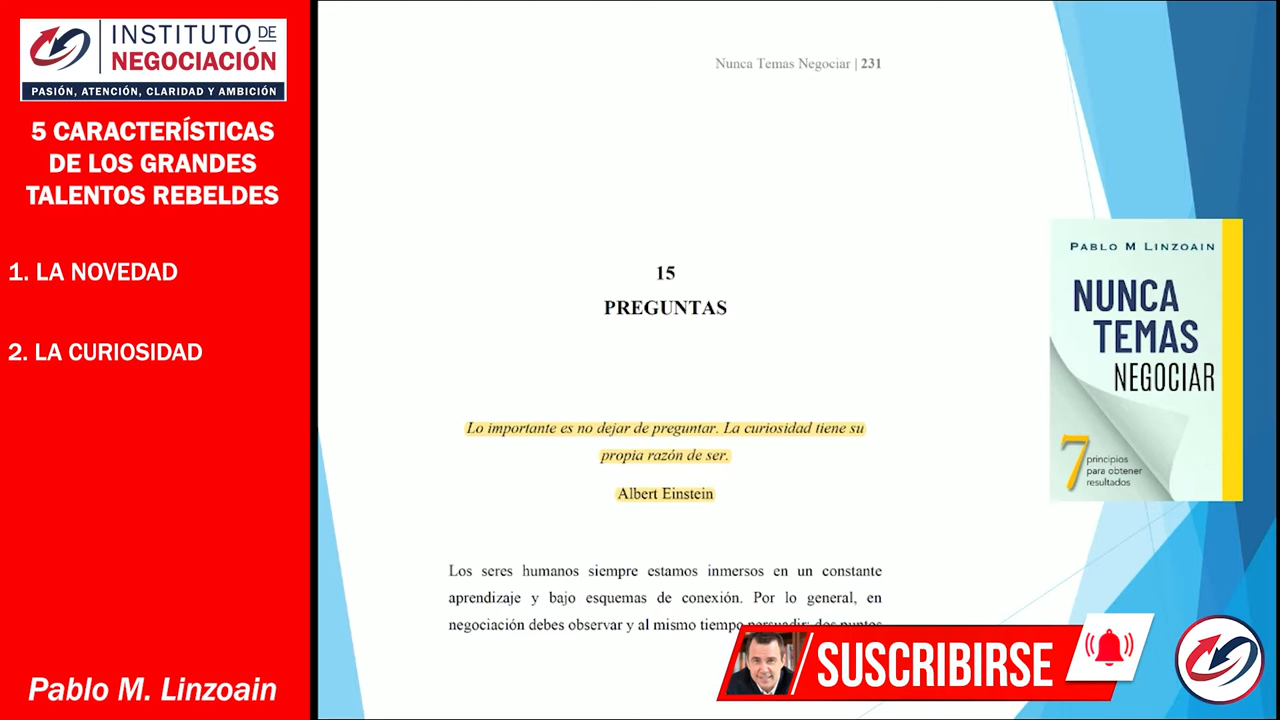 INSTITUTO DE
NEGOCIACIÓN
PASIÓN, ATENCIÓN, CLARIDAD Y AMBICIÓN
5 CARACTERÍSTICAS
DE LOS GRANDES
TALENTOS REBELDES
1. LA NOVEDAD
2. LA CURIOSIDAD
Pablo M. Linzoain
Nunca Temas Negociar | 231
15
PREGUNTAS
Lo importante es no dejar de preguntar. La curiosidad tiene su
propia razón de ser.
Albert Einstein
Los seres humanos siempre estamos inmersos en un constante
aprendizaje y bajo esquemas de conexión. Por lo general, en
negociación debes observar y al mismo tiempo persuadir: dos puntos
PABLO M LINZOAIN
NUNCA
TEMAS
NEGOCIAR
7 principios
para obtener
resultados
SUSCRIBIRSE